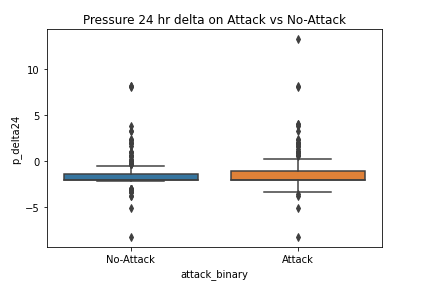 Pressure 24 hr delta on Attack vs No-Attack
10
5
0
−5
p_delta24
No-Attack
Attack
attack_binary